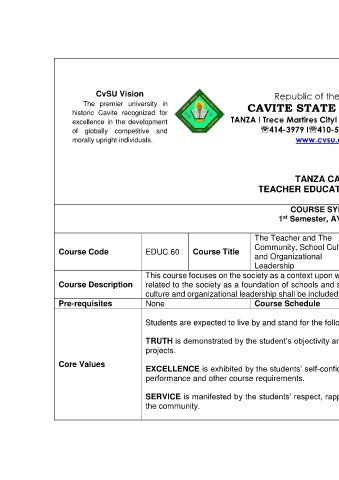 CvSU Vision
The premier university in
historic Cavite recognized for
excellence in the development
of globally competitive and
morally upright individuals.
Republic of the
CAVITE STATE
TANZA I Trece Martires City I
☏414-3979 I☏410-5
www.cvsu.
TANZA CA
TEACHER EDUCAT
COURSE SY
1st Semester, AY
Course Code EDUC 60 Course Title The Teacher and The
Community, School Cul
and Organizational
Leadership
Course Description This course focuses on the society as a context upon w
related to the society as a foundation of schools and s
culture and organizational leadership shall be included
Pre-requisites None Course Schedule
Core Values
Students are expected to live by and stand for the follo
TRUTH is demonstrated by the student's objectivity an
projects.
EXCELLENCE is exhibited by the students' self-confid
performance and other course requirements.
SERVICE is manifested by the students' respect, rapp
the community.